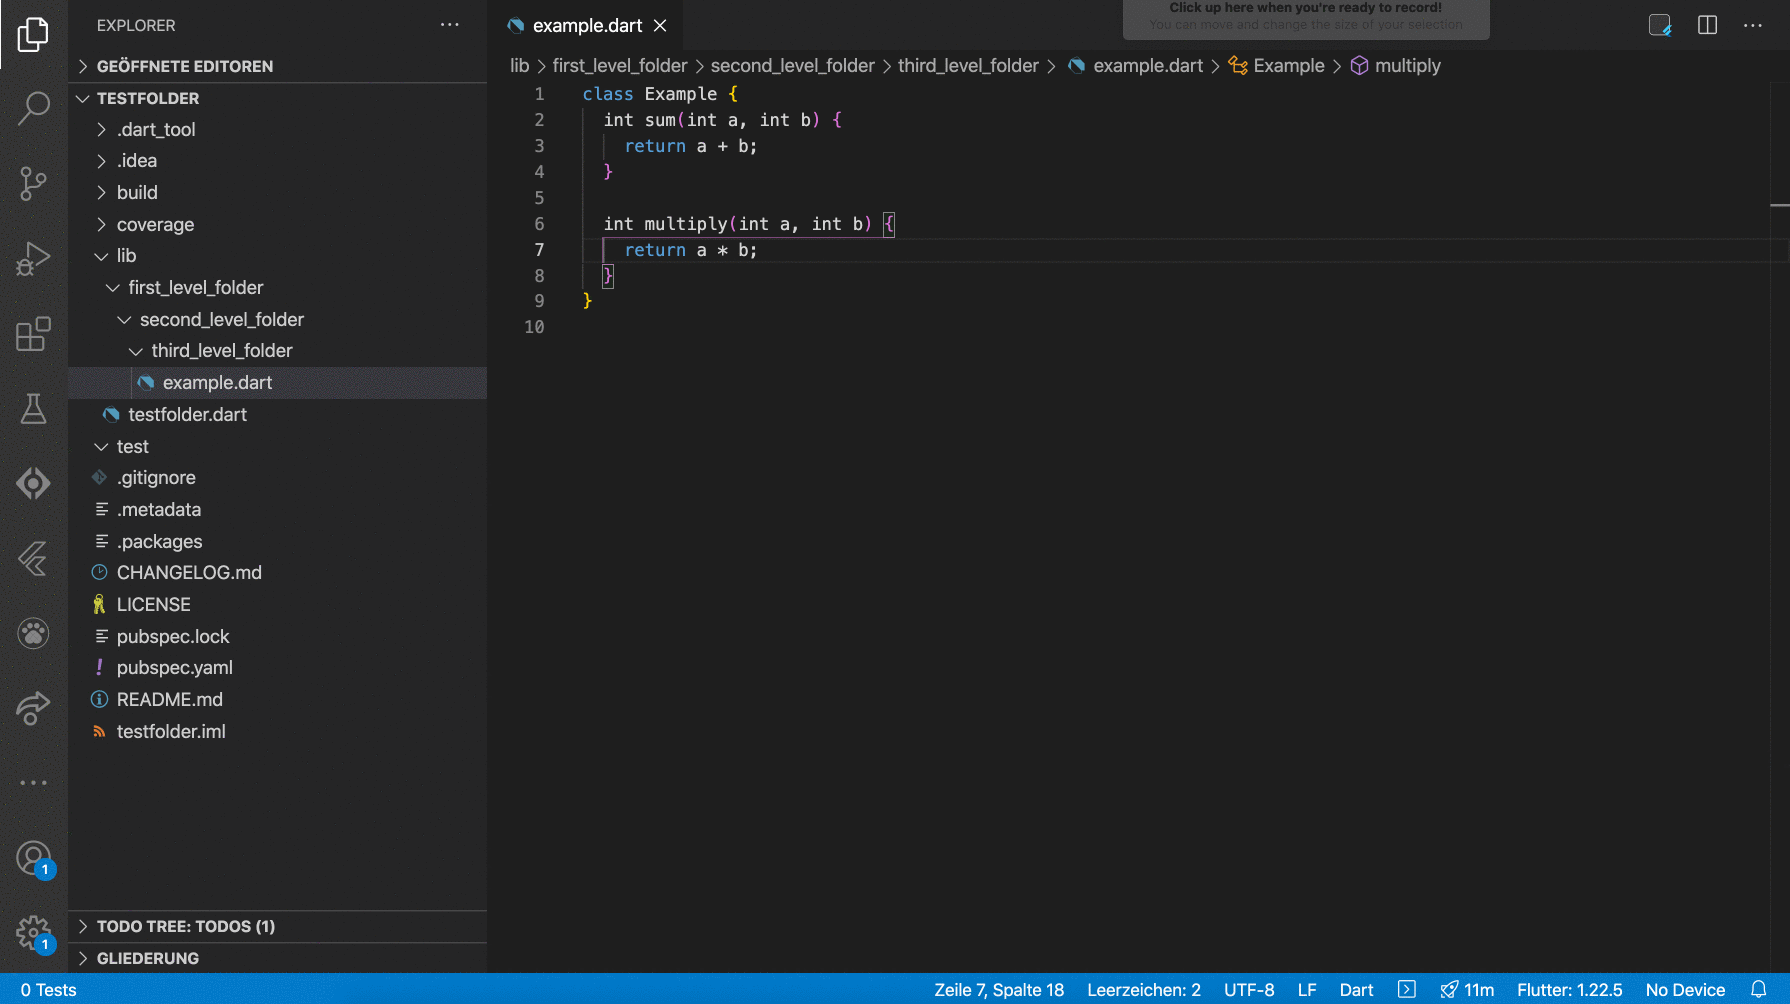 EXPLORER
GEÖFFNETE EDITOREN
TESTFOLDER
.dart_tool
.idea
build
coverage
lib
first_level_folder
second_level_folder
third_level_folder
example.dart
testfolder.dart
test
.gitignore
.metadata
.packages
CHANGELOG.md
LICENSE
pubspec.lock
pubspec.yaml
README.md
testfolder.iml
1
1
TODO TREE: TODOS (1)
GLIEDERUNG
example.dart
Click up here when you're ready to record!
You can move and change the size of your selection
lib > first_level_folder > second_level_folder > third_level_folder > example.dart > Example > multiply
1 class Example {
2 int sum(int a, int b) {
3 return a + b;
4 }
5
6 int multiply(int a, int b) {
7 return a * b;
8 }
9 }
10
0 Tests Zeile 7, Spalte 18 Leerzeichen: 2 UTF-8 LF Dart 11m Flutter: 1.22.5 No Device